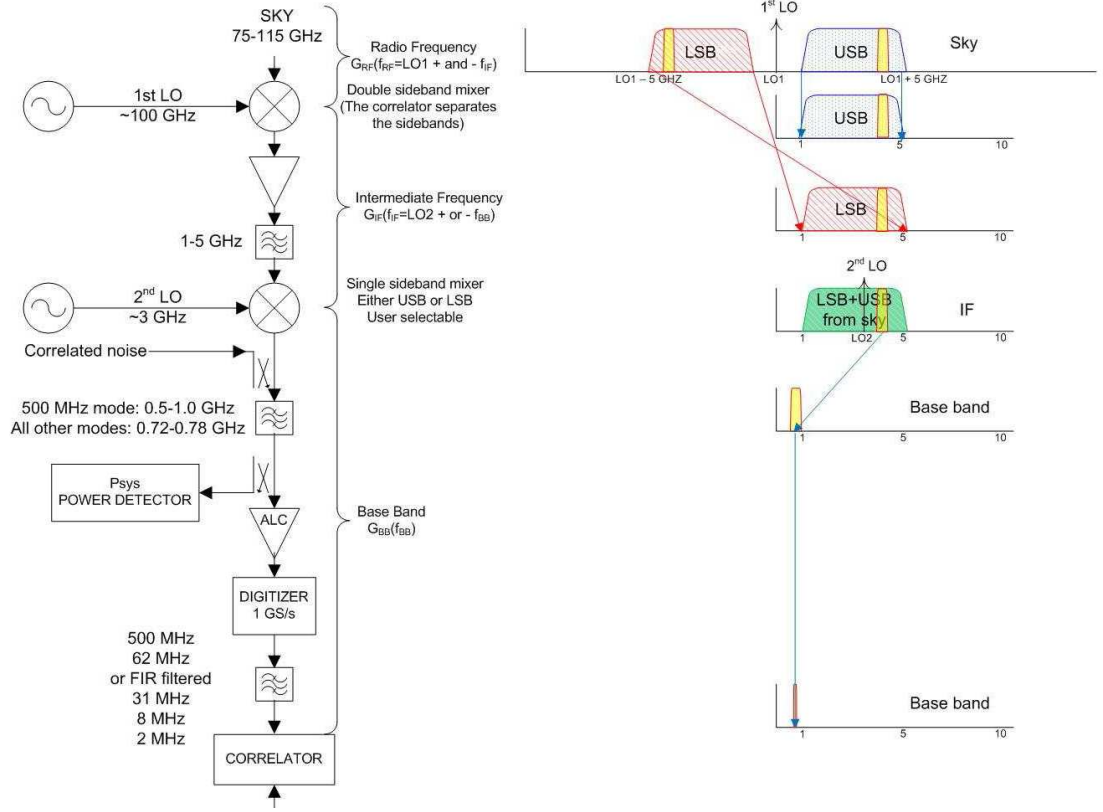 SKY
75-115 GHz
Radio Frequency
GRF(fRF=LO1 + and - fIF)
1st LO
~100 GHz
Double sideband mixer
(The correlator separates
the sidebands)
Intermediate Frequency
GIF(fIF=LO2 + or - fBB)
1-5 GHz
2nd LO
~3 GHz
Single sideband mixer
Either USB or LSB
User selectable
Correlated noise
500 MHz mode: 0.5-1.0 GHz
All other modes: 0.72-0.78 GHz
Psys
POWER DETECTOR
ALC
Base Band
GBB(fBB)
DIGITIZER
1 GS/s
500 MHz
62 MHz
or FIR filtered
31 MHz
8 MHz
2 MHz
CORRELATOR
1st LO
LSB
USB
Sky
LO1 – 5 GHZ
LO1
LO1 + 5 GHZ
USB
1
5
10
LSB
1
5
10
2nd LO
LSB+USB
from sky
IF
1
LO2
5
10
Base band
1
5
10
Base band
1
5
10